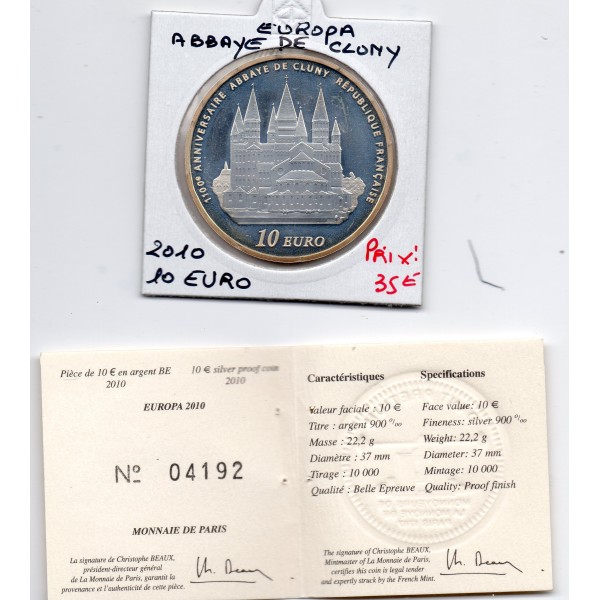 EUROPA
ABBAYE DE CLUNY
1100e ANNIVERSAIRE ABBAYE DE CLUNY RÉPUBLIQUE FRANÇAISE
10 EURO
2010
10 EURO
PRIX!
35€
Pièce de 10 € en argent BE
2010
10 € silver proof coin
2010
EUROPA 2010
Nº 04192
MONNAIE DE PARIS
La signature de Christophe BEAUX,
président-directeur général
de La Monnaie de Paris, garantit la
provenance et l'authenticité de cette pièce.
Caractéristiques
Valeur faciale : 10 €
Titre : argent 900 º/ºº
Masse : 22,2 g
Diamètre : 37 mm
Tirage : 10 000
Qualité : Belle Epreuve
Specifications
Face value: 10 €
Fineness: silver 900 º/ºº
Weight: 22,2 g
Diameter: 37 mm
Mintage: 10 000
Quality: Proof finish
The signature of Christophe BEAUX,
Mintmaster of La Monnaie de Paris,
certifies this coin is legal tender
and expertly struck by the French Mint.